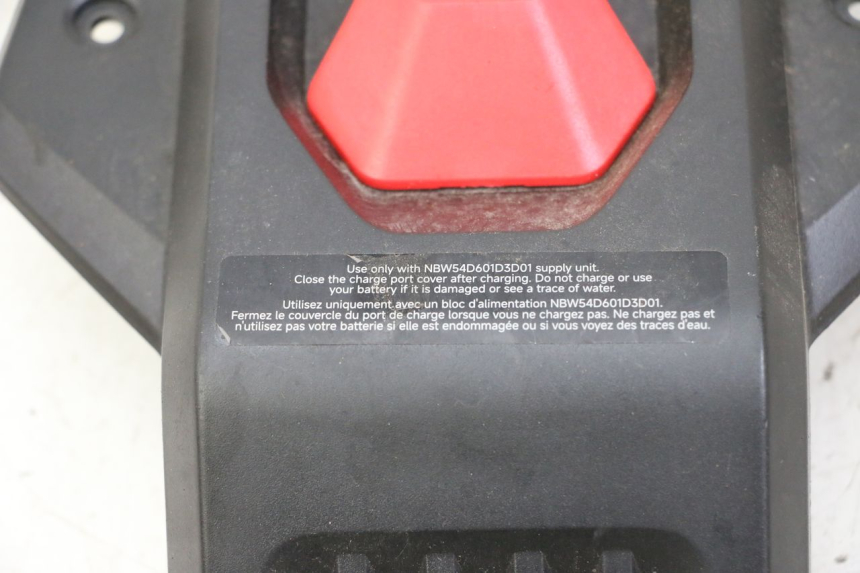 Use only with NBW54D601D3D01 supply unit.
Close the charge port cover after charging. Do not charge or use
your battery if it is damaged or see a trace of water.
Utilisez uniquement avec un bloc d'alimentation NBW54D601D3D01.
Fermez le couvercle du port de charge lorsque vous ne chargez pas. Ne chargez pas et
n'utilisez pas votre batterie si elle est endommagée ou si vous voyez des traces d'eau.